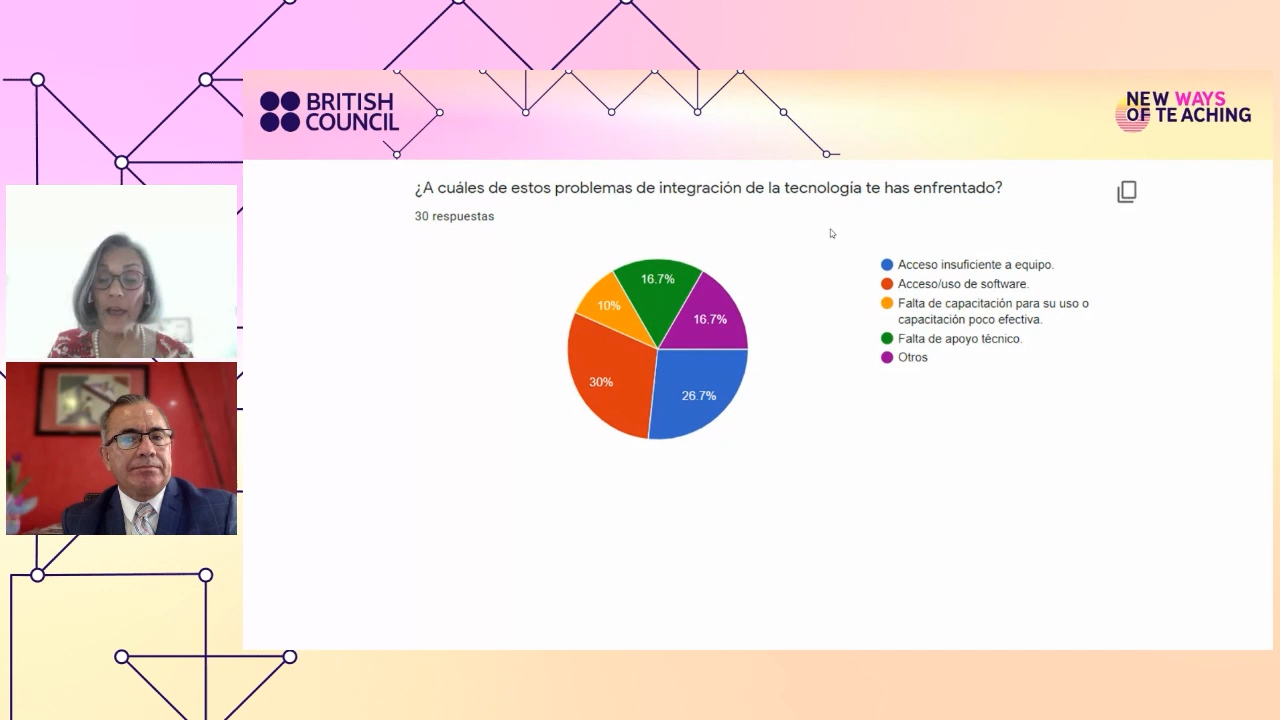 BRITISH
COUNCIL
NEW WAYS
OF TEACHING
¿A cuáles de estos problemas de integración de la tecnología te has enfrentado?
30 respuestas
16.7%
10%
16.7%
30%
26.7%
Acceso insuficiente a equipo.
Acceso/uso de software.
Falta de capacitación para su uso o
capacitación poco efectiva.
Falta de apoyo técnico.
Otros